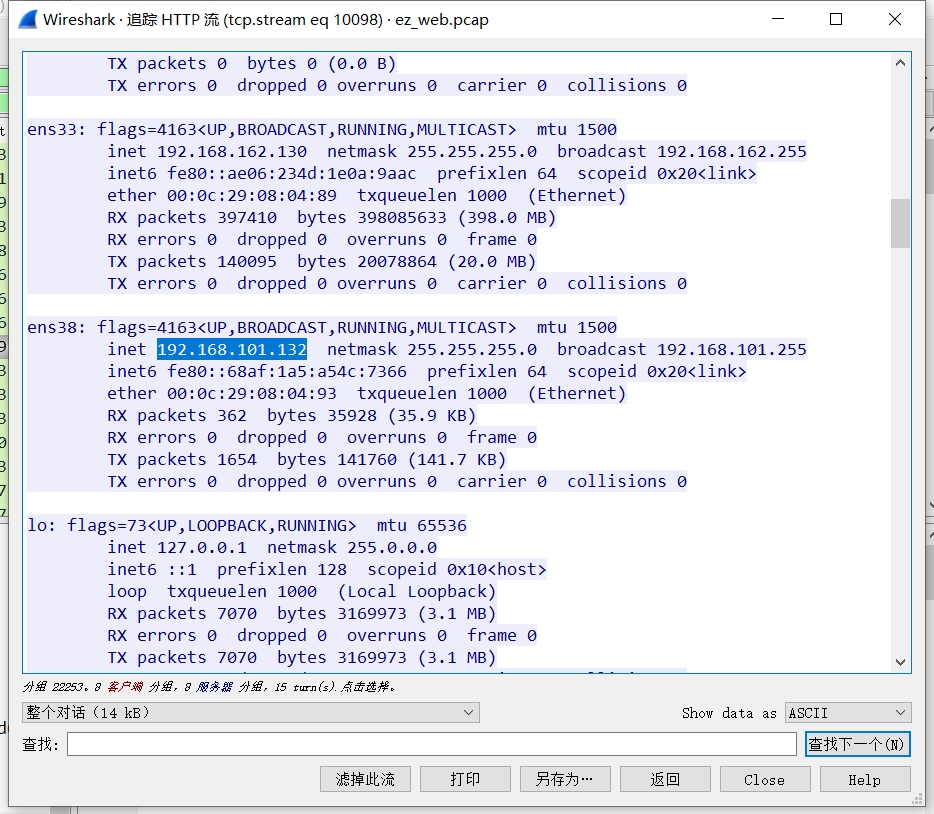 Wireshark · 追踪 HTTP 流 (tcp.stream eq 10098) · ez_web.pcap
TX packets 0  bytes 0 (0.0 B)
TX errors 0  dropped 0 overruns 0  carrier 0  collisions 0
ens33: flags=4163<UP,BROADCAST,RUNNING,MULTICAST>  mtu 1500
inet 192.168.162.130  netmask 255.255.255.0  broadcast 192.168.162.255
inet6 fe80::ae06:234d:1e0a:9aac  prefixlen 64  scopeid 0x20<link>
ether 00:0c:29:08:04:89  txqueuelen 1000  (Ethernet)
RX packets 397410  bytes 398085633 (398.0 MB)
RX errors 0  dropped 0  overruns 0  frame 0
TX packets 140095  bytes 20078864 (20.0 MB)
TX errors 0  dropped 0 overruns 0  carrier 0  collisions 0
ens38: flags=4163<UP,BROADCAST,RUNNING,MULTICAST>  mtu 1500
inet 192.168.101.132  netmask 255.255.255.0  broadcast 192.168.101.255
inet6 fe80::68af:1a5:a54c:7366  prefixlen 64  scopeid 0x20<link>
ether 00:0c:29:08:04:93  txqueuelen 1000  (Ethernet)
RX packets 362  bytes 35928 (35.9 KB)
RX errors 0  dropped 0  overruns 0  frame 0
TX packets 1654  bytes 141760 (141.7 KB)
TX errors 0  dropped 0 overruns 0  carrier 0  collisions 0
lo: flags=73<UP,LOOPBACK,RUNNING>  mtu 65536
inet 127.0.0.1  netmask 255.0.0.0
inet6 ::1  prefixlen 128  scopeid 0x10<host>
loop  txqueuelen 1000  (Local Loopback)
RX packets 7070  bytes 3169973 (3.1 MB)
RX errors 0  dropped 0  overruns 0  frame 0
TX packets 7070  bytes 3169973 (3.1 MB)
分组 22253。8 客户端 分组，8 服务器 分组，15 turn(s).点击选择。
整个对话（14 kB） Show data as ASCII
查找: 查找下一个(N)
滤掉此流 打印 另存为… 返回 Close Help